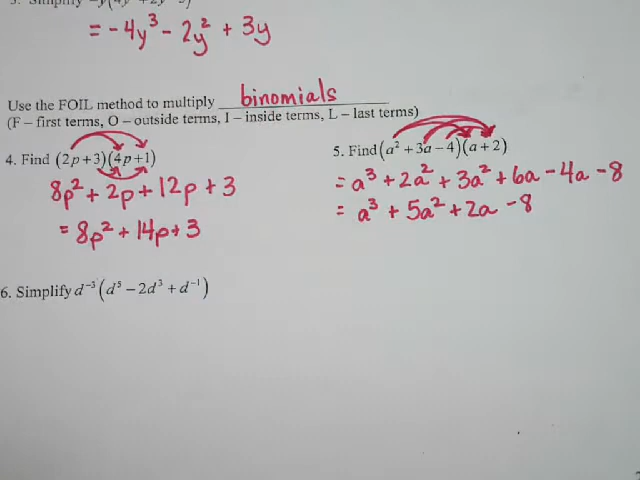 = -4y³ - 2y² + 3y
Use the FOIL method to multiply binomials
(F – first terms, O – outside terms, I – inside terms, L – last terms)
4. Find (2p + 3)(4p + 1)
8p² + 2p + 12p + 3
= 8p² + 14p + 3
5. Find (a² + 3a – 4)(a + 2)
= a³ + 2a² + 3a² + 6a - 4a - 8
= a³ + 5a² + 2a - 8
6. Simplify d⁻³(d⁵ – 2d³ + d⁻¹)